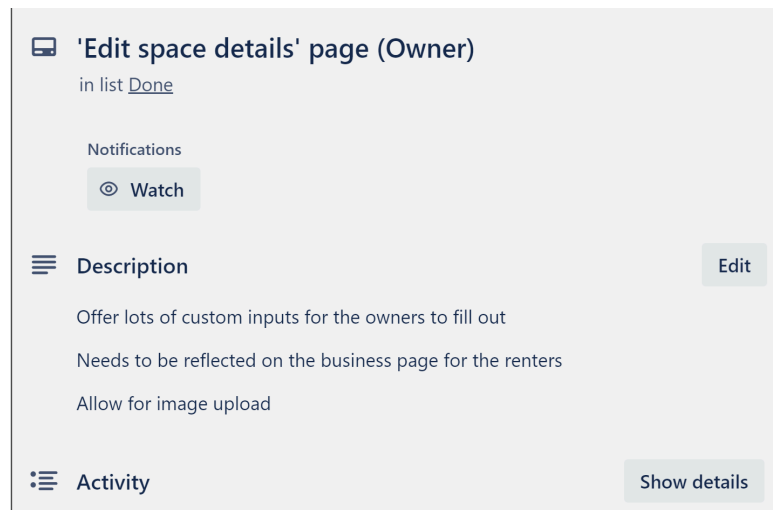 'Edit space details' page (Owner)
in list Done
Notifications
Watch
Description
Edit
Offer lots of custom inputs for the owners to fill out
Needs to be reflected on the business page for the renters
Allow for image upload
Activity
Show details